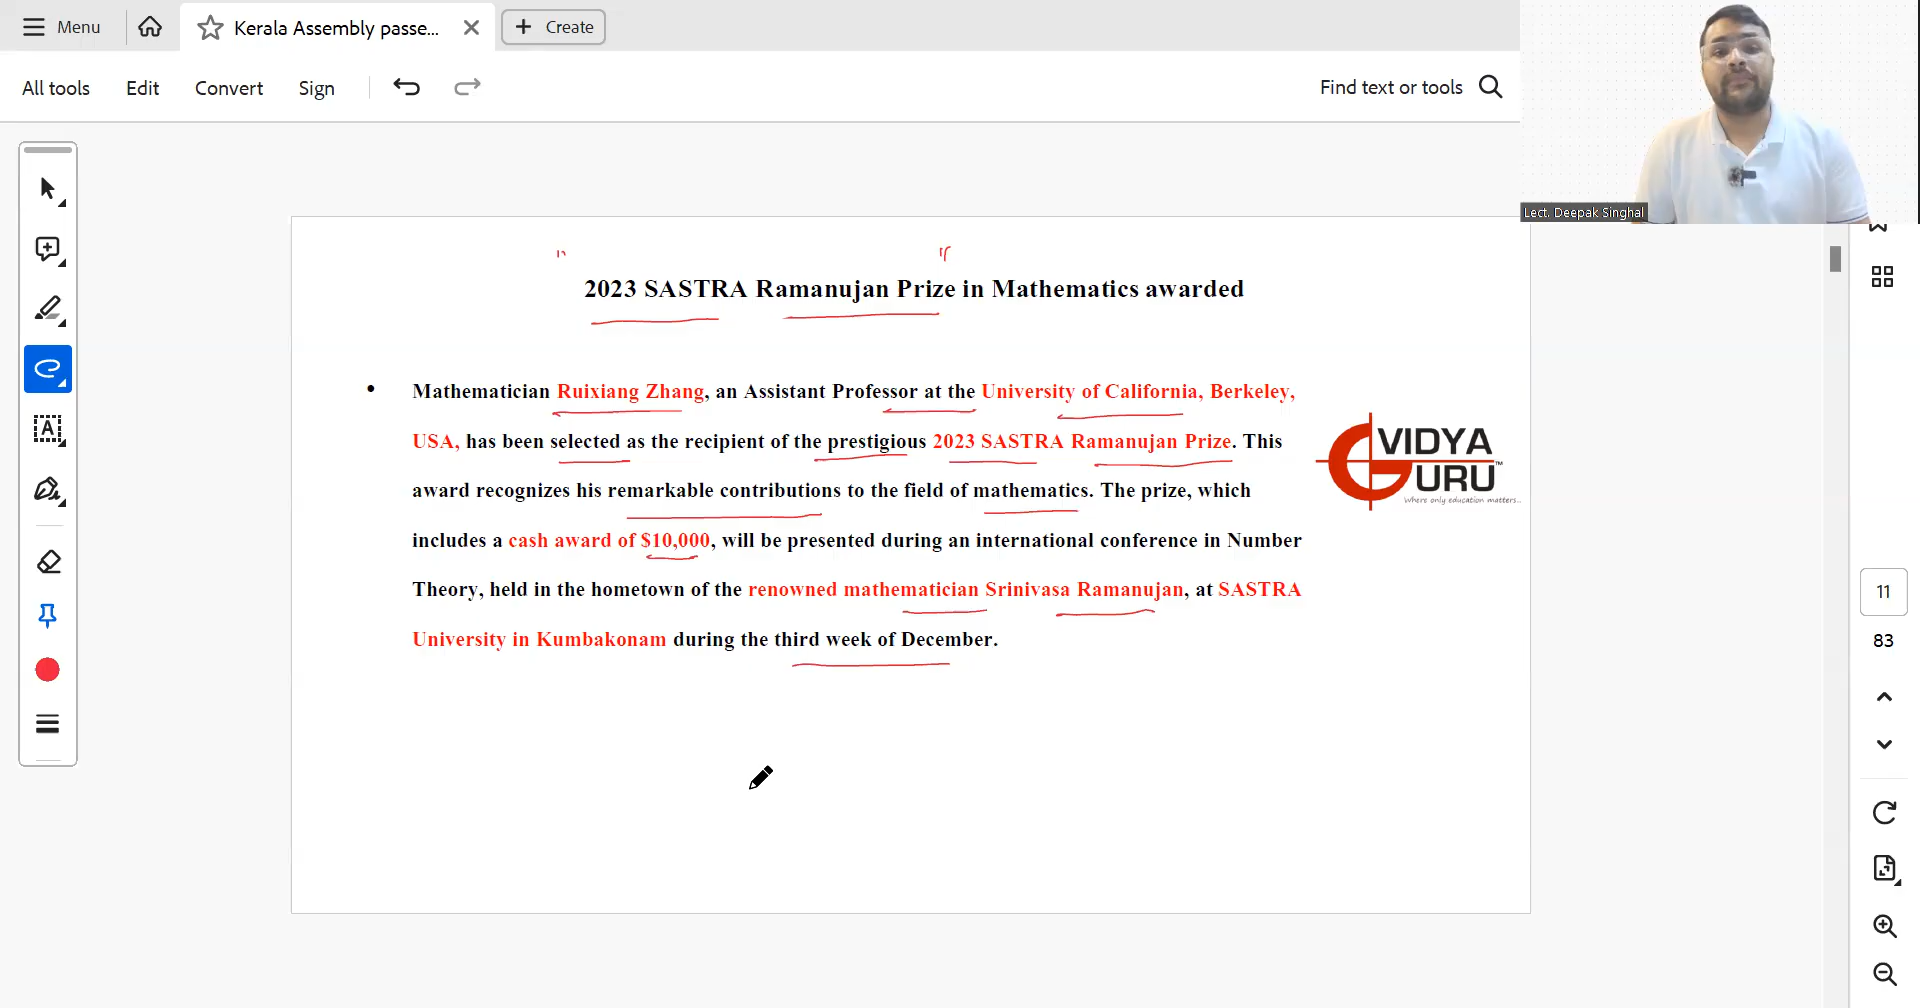 Menu
Kerala Assembly passe...
Create
All tools
Edit
Convert
Sign
Find text or tools
Lect. Deepak Singhal
2023 SASTRA Ramanujan Prize in Mathematics awarded
• Mathematician Ruixiang Zhang, an Assistant Professor at the University of California, Berkeley,
USA, has been selected as the recipient of the prestigious 2023 SASTRA Ramanujan Prize. This
award recognizes his remarkable contributions to the field of mathematics. The prize, which
includes a cash award of $10,000, will be presented during an international conference in Number
Theory, held in the hometown of the renowned mathematician Srinivasa Ramanujan, at SASTRA
University in Kumbakonam during the third week of December.
VIDYA
GURU™
Where only education matters...
11
83